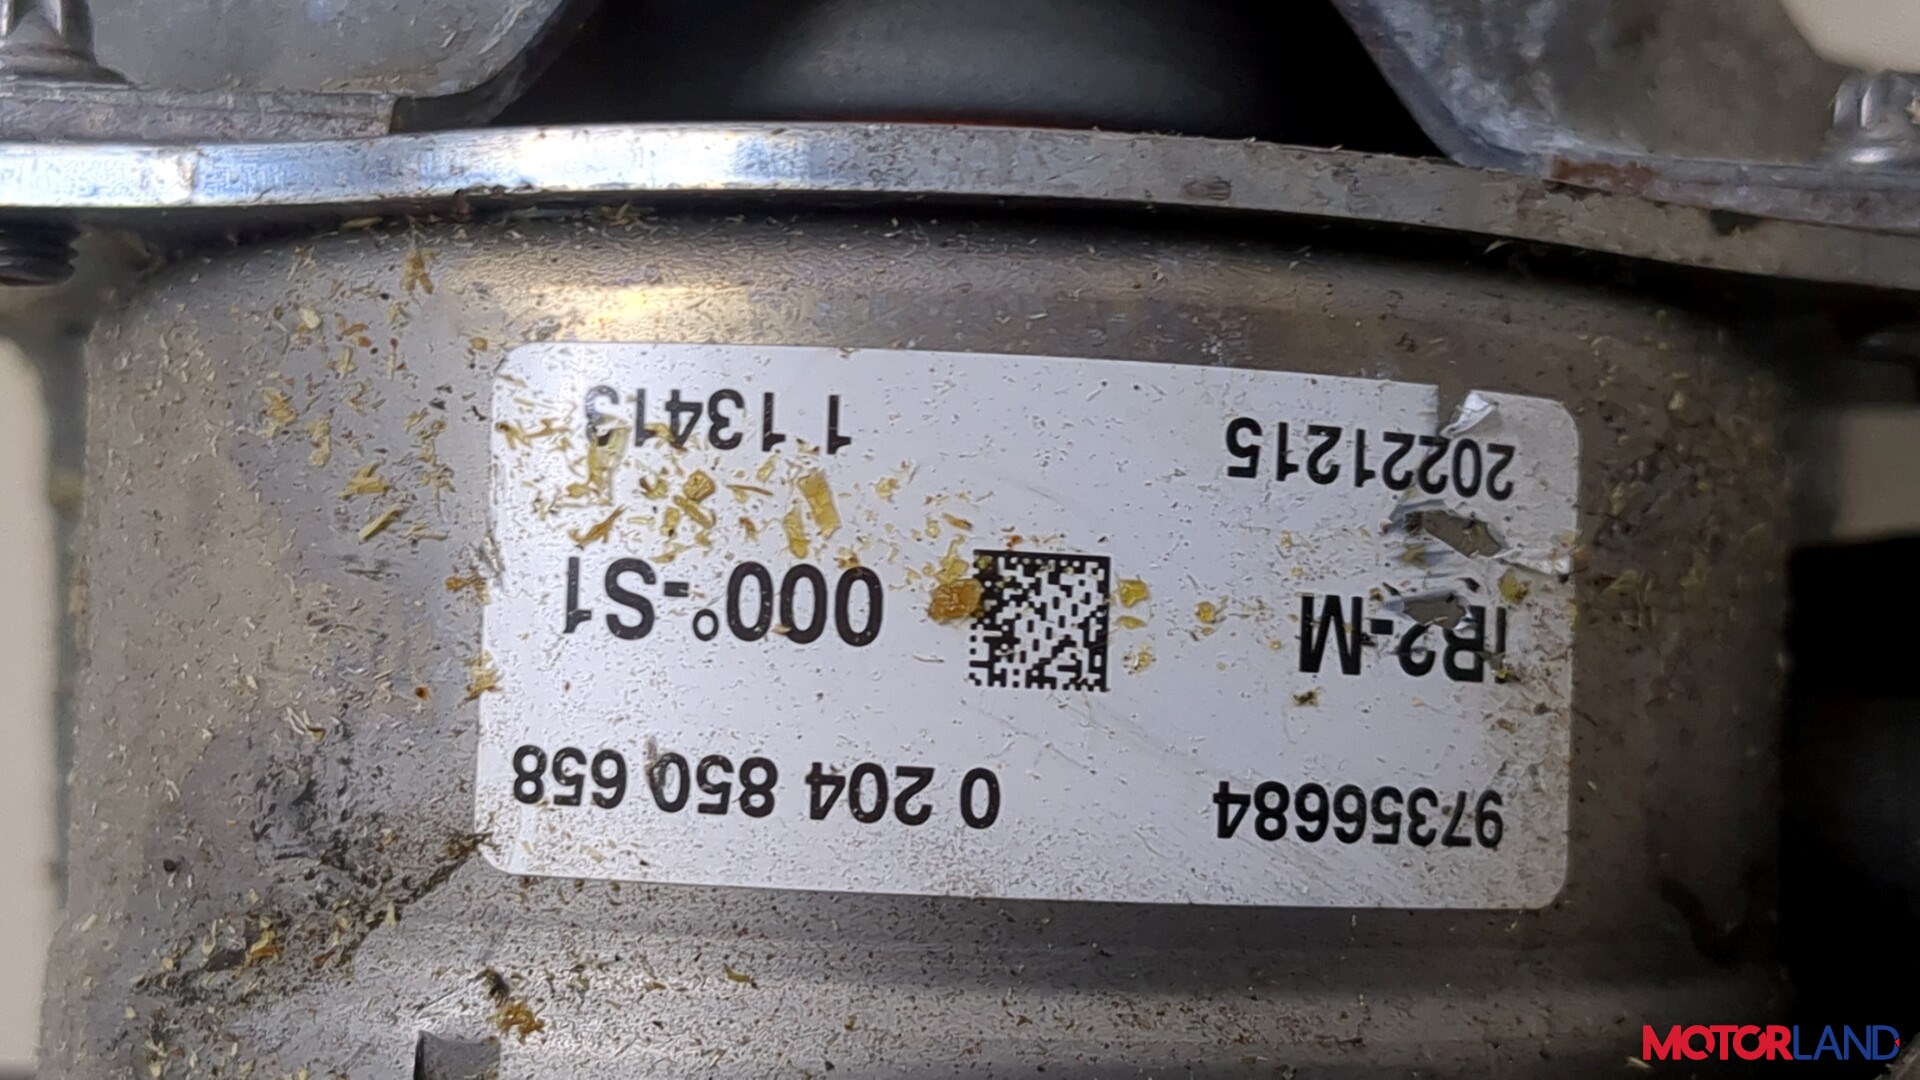 97356684 0 204 850 658
iB2-M 000°-S1
20221215 1 13413
MOTORLAND